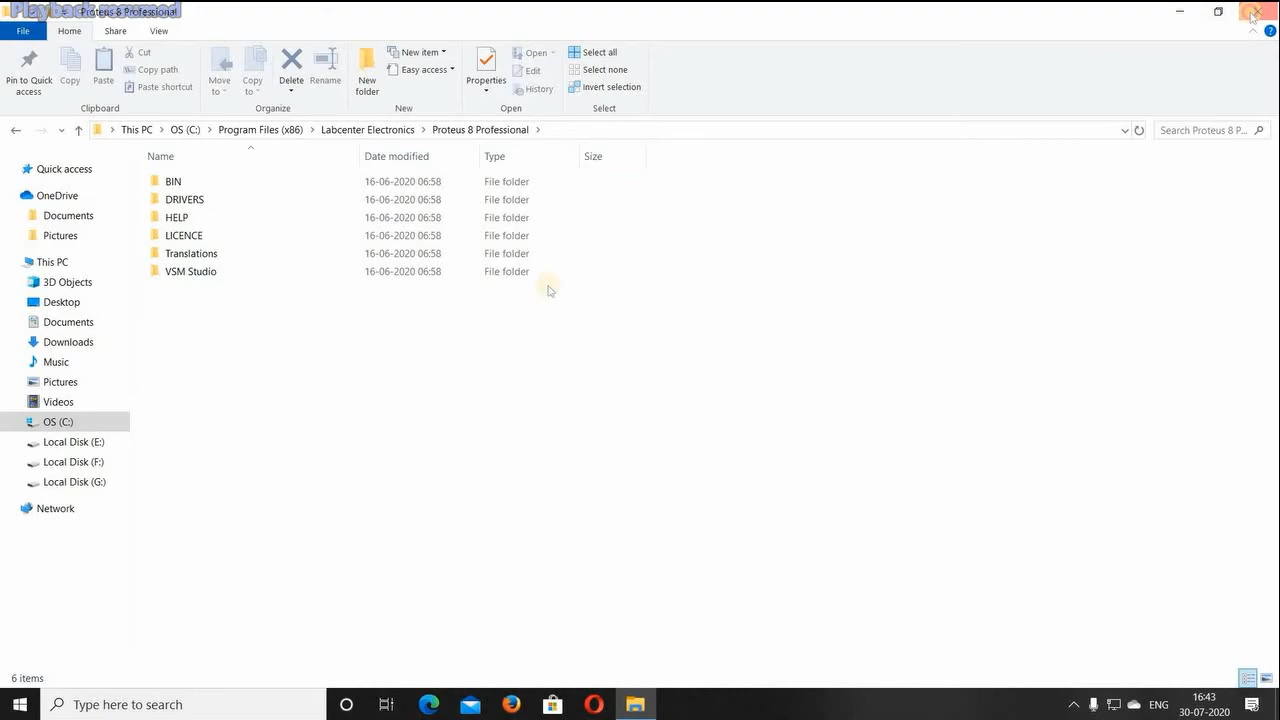 Playback resumed
Proteus 8 Professional
File Home Share View
Pin to Quick access
Copy
Paste
Cut
Copy path
Paste shortcut
Clipboard
Move to
Copy to
Delete
Rename
Organize
New folder
New item
Easy access
New
Properties
Open
Edit
History
Open
Select all
Select none
Invert selection
Select
This PC OS (C:) Program Files (x86) Labcenter Electronics Proteus 8 Professional
Search Proteus 8 P...
Name Date modified Type Size
BIN 16-06-2020 06:58 File folder
DRIVERS 16-06-2020 06:58 File folder
HELP 16-06-2020 06:58 File folder
LICENCE 16-06-2020 06:58 File folder
Translations 16-06-2020 06:58 File folder
VSM Studio 16-06-2020 06:58 File folder
Quick access
OneDrive
Documents
Pictures
This PC
3D Objects
Desktop
Documents
Downloads
Music
Pictures
Videos
OS (C:)
Local Disk (E:)
Local Disk (F:)
Local Disk (G:)
Network
6 items
Type here to search
ENG
16:43
30-07-2020